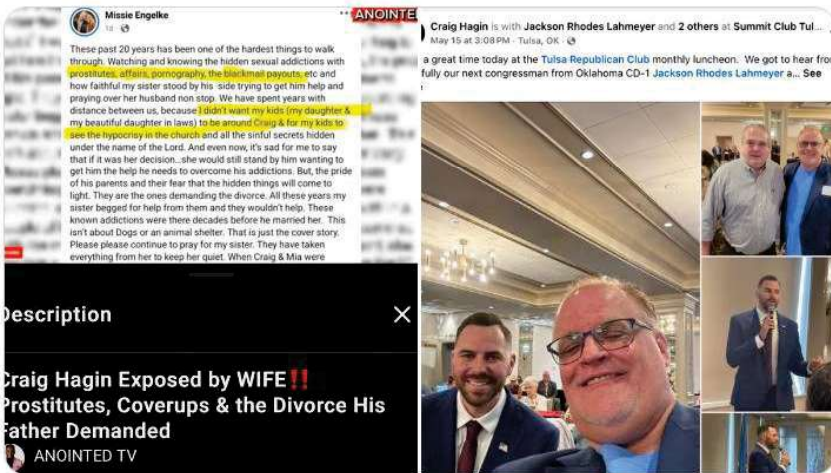 Missie Engelke
1d
ANOINTE
These past 20 years has been one of the hardest things to walk
through. Watching and knowing the hidden sexual addictions with
prostitutes, affairs, pornography, the blackmail payouts, etc and
how faithful my sister stood by his side trying to get him help and
praying over her husband non stop. We have spent years with
distance between us, because I didn't want my kids (my daughter &
my beautiful daughter in laws) to be around Craig & for my kids to
see the hypocrisy in the church and all the sinful secrets hidden
under the name of the Lord. And even now, it's sad for me to say
that if it was her decision...she would still stand by him wanting to
get him the help he needs to overcome his addictions. But, the pride
of his parents and their fear that the hidden things will come to
light. They are the ones demanding the divorce. All these years my
sister begged for help from them and they wouldn't help. These
known addictions were there decades before he married her. This
isn't about Dogs or an animal shelter. That is just the cover story.
Please please continue to pray for my sister. They have taken
everything from her to keep her quiet. When Craig & Mia were
Description
Craig Hagin Exposed by WIFE‼️
Prostitutes, Coverups & the Divorce His
Father Demanded
ANOINTED TV
Craig Hagin is with Jackson Rhodes Lahmeyer and 2 others at Summit Club Tul...
May 15 at 3:08 PM · Tulsa, OK ·
a great time today at the Tulsa Republican Club monthly luncheon. We got to hear fro
fully our next congressman from Oklahoma CD-1 Jackson Rhodes Lahmeyer a... See